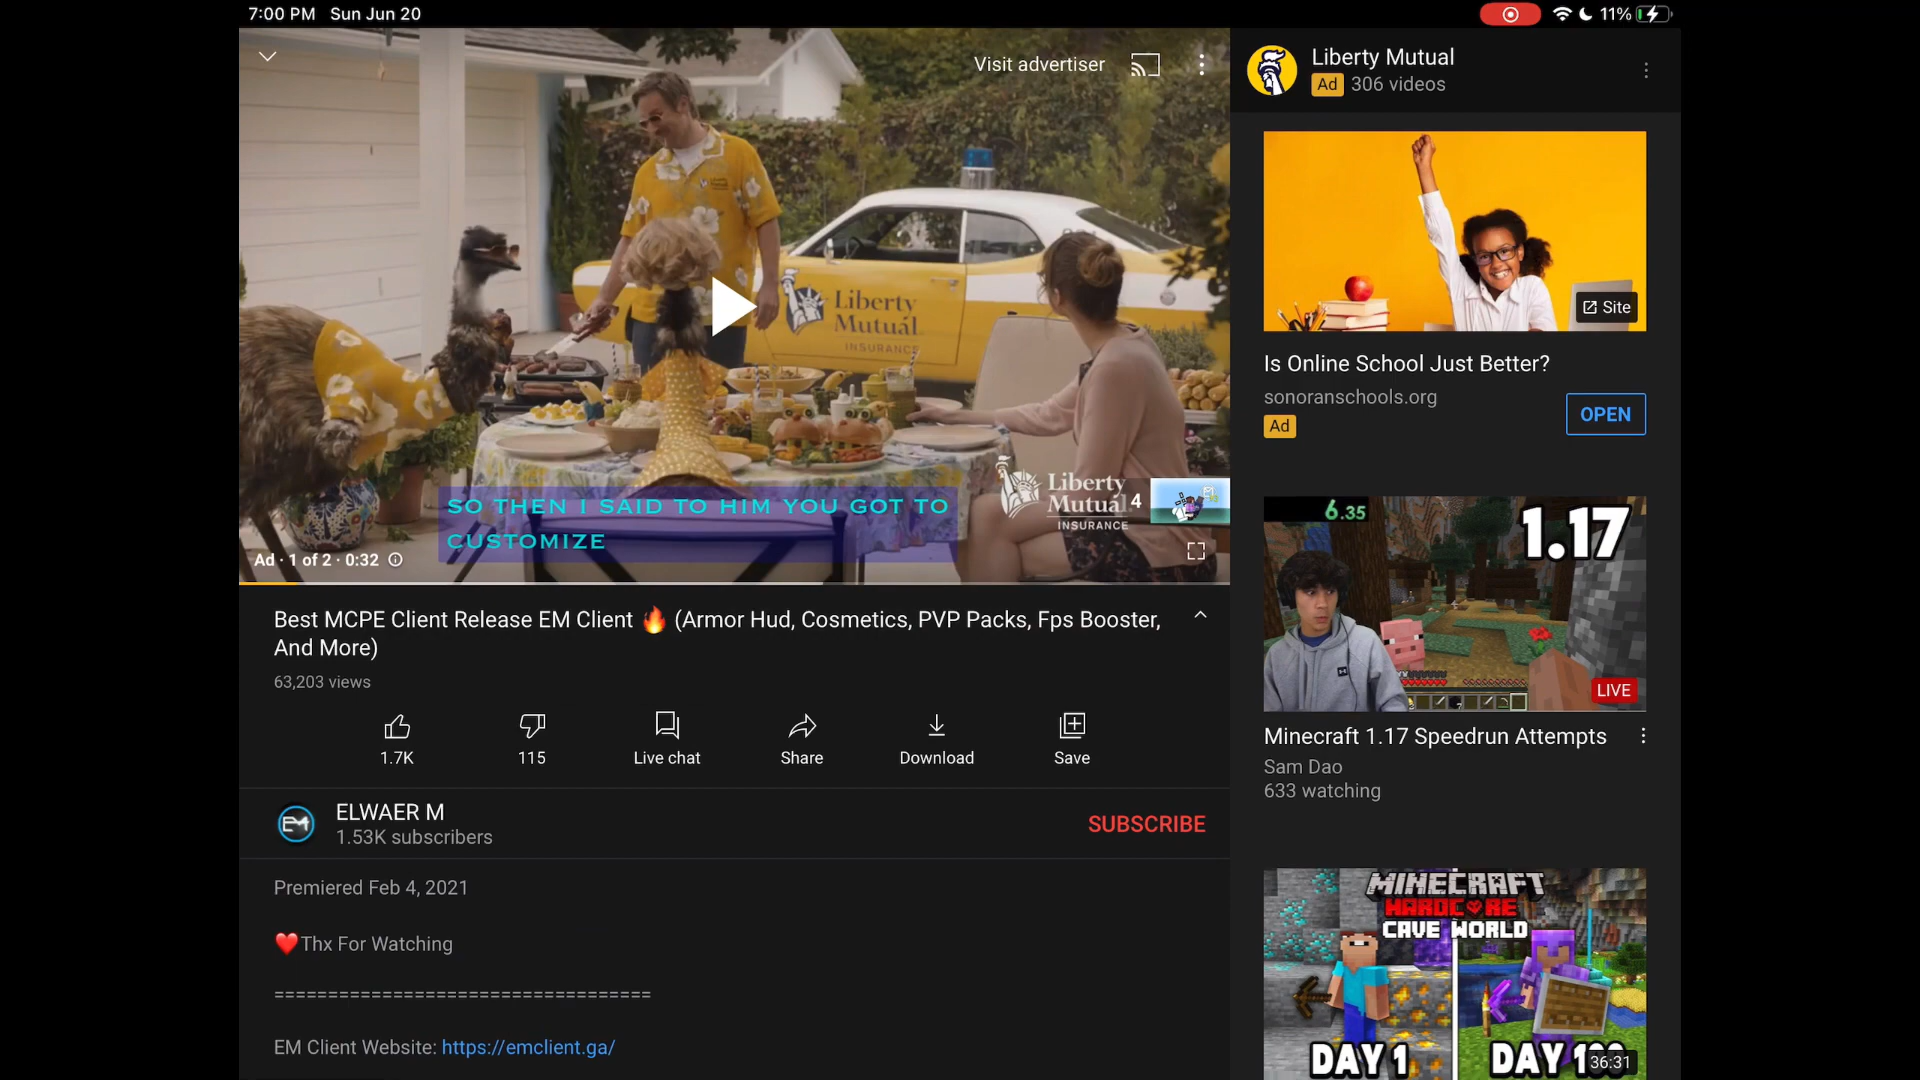 7:00 PM Sun Jun 20
11%
Visit advertiser
Liberty
Mutual
INSURANCE
SO THEN I SAID TO HIM YOU GOT TO
CUSTOMIZE
Liberty
Mutual
INSURANCE
4
Ad · 1 of 2 · 0:32
Best MCPE Client Release EM Client 🔥 (Armor Hud, Cosmetics, PVP Packs, Fps Booster,
And More)
63,203 views
1.7K
115
Live chat
Share
Download
Save
EM
ELWAER M
1.53K subscribers
SUBSCRIBE
Premiered Feb 4, 2021
❤️Thx For Watching
===================================
EM Client Website: https://emclient.ga/
Liberty Mutual
Ad 306 videos
Site
Is Online School Just Better?
sonoranschools.org
Ad
OPEN
6.35
1.17
LIVE
Minecraft 1.17 Speedrun Attempts
Sam Dao
633 watching
MINECRAFT
HARDCORE
CAVE WORLD
DAY 1
DAY 100
36:31